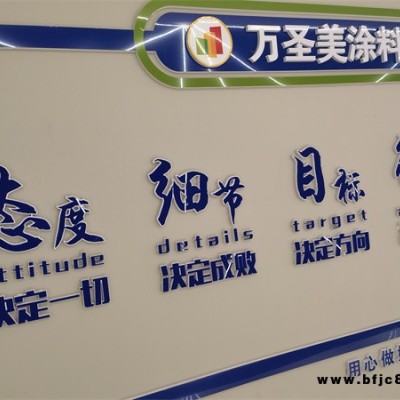 万圣美涂料
态度
ttitude
决定一切
细节
details
决定成败
目标
target
决定方向
用心做
www.bfjc8